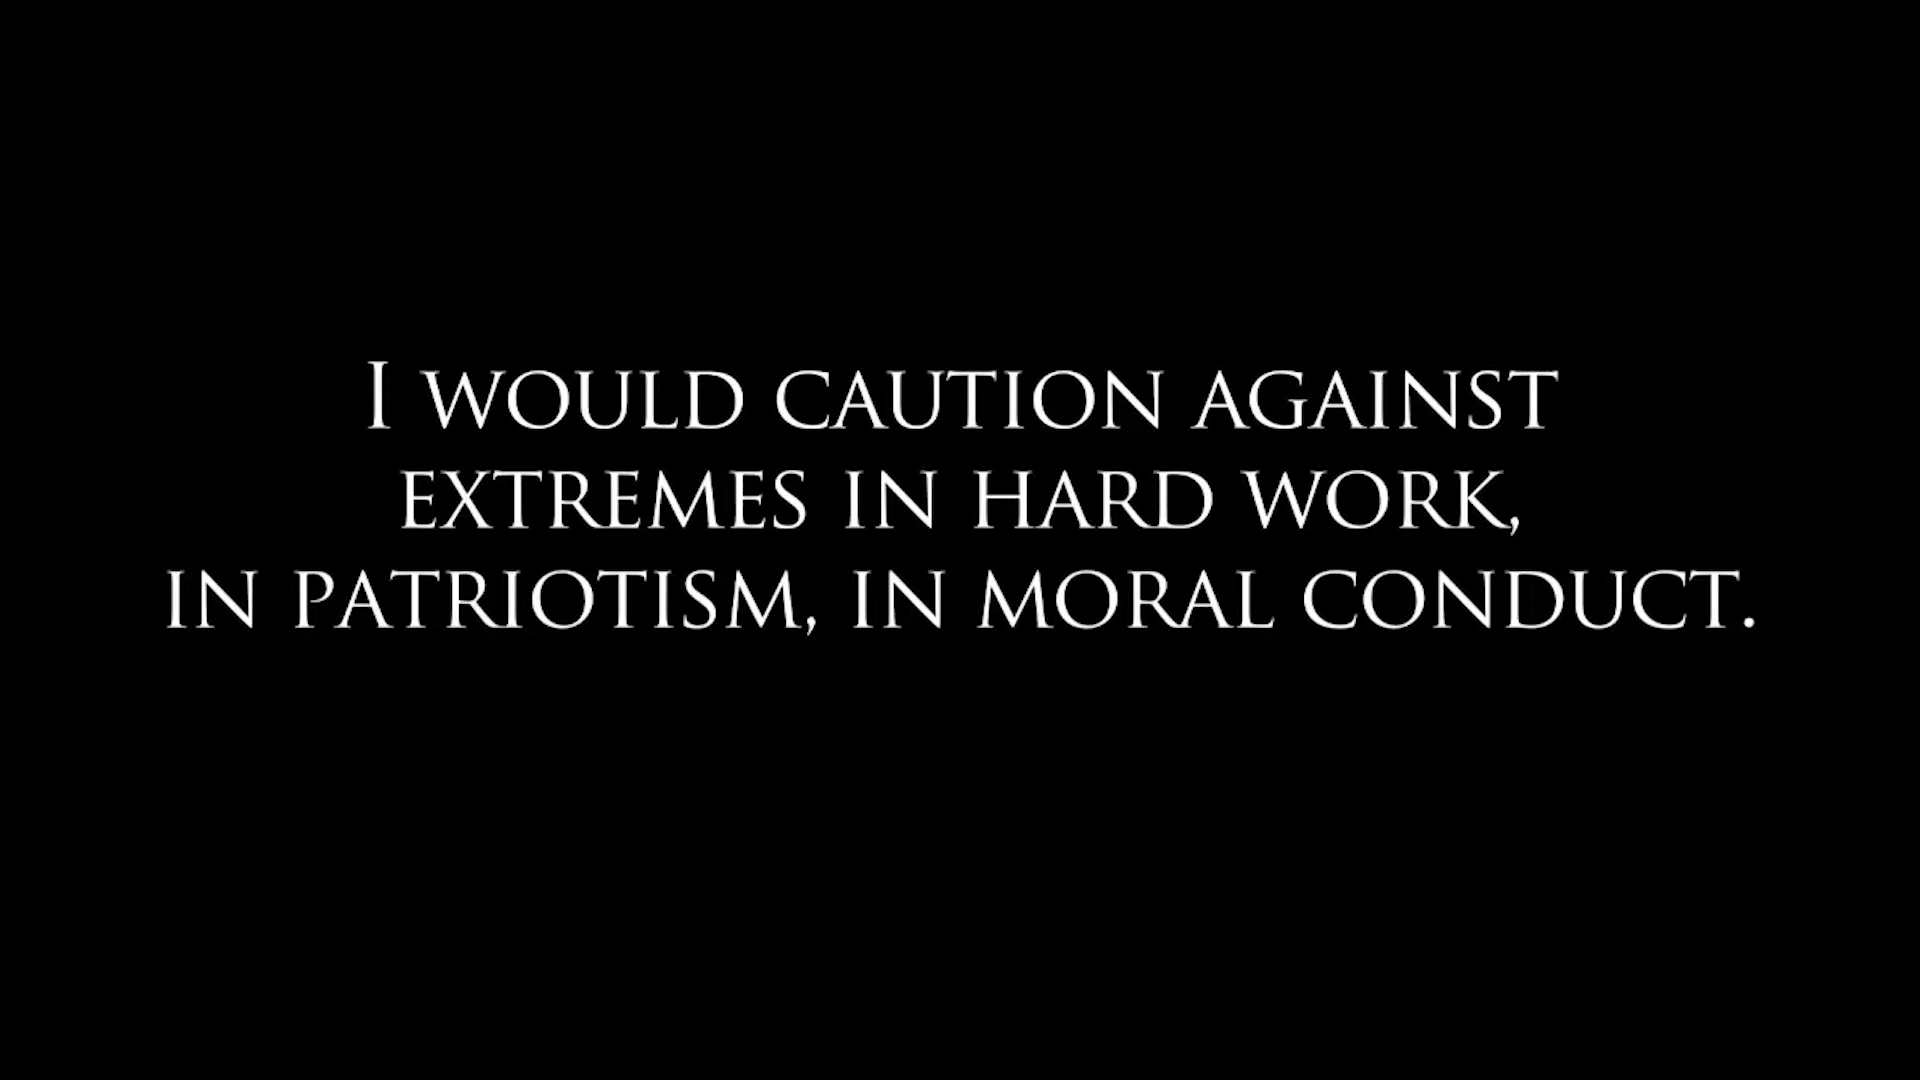 I WOULD CAUTION AGAINST
EXTREMES IN HARD WORK,
IN PATRIOTISM, IN MORAL CONDUCT.